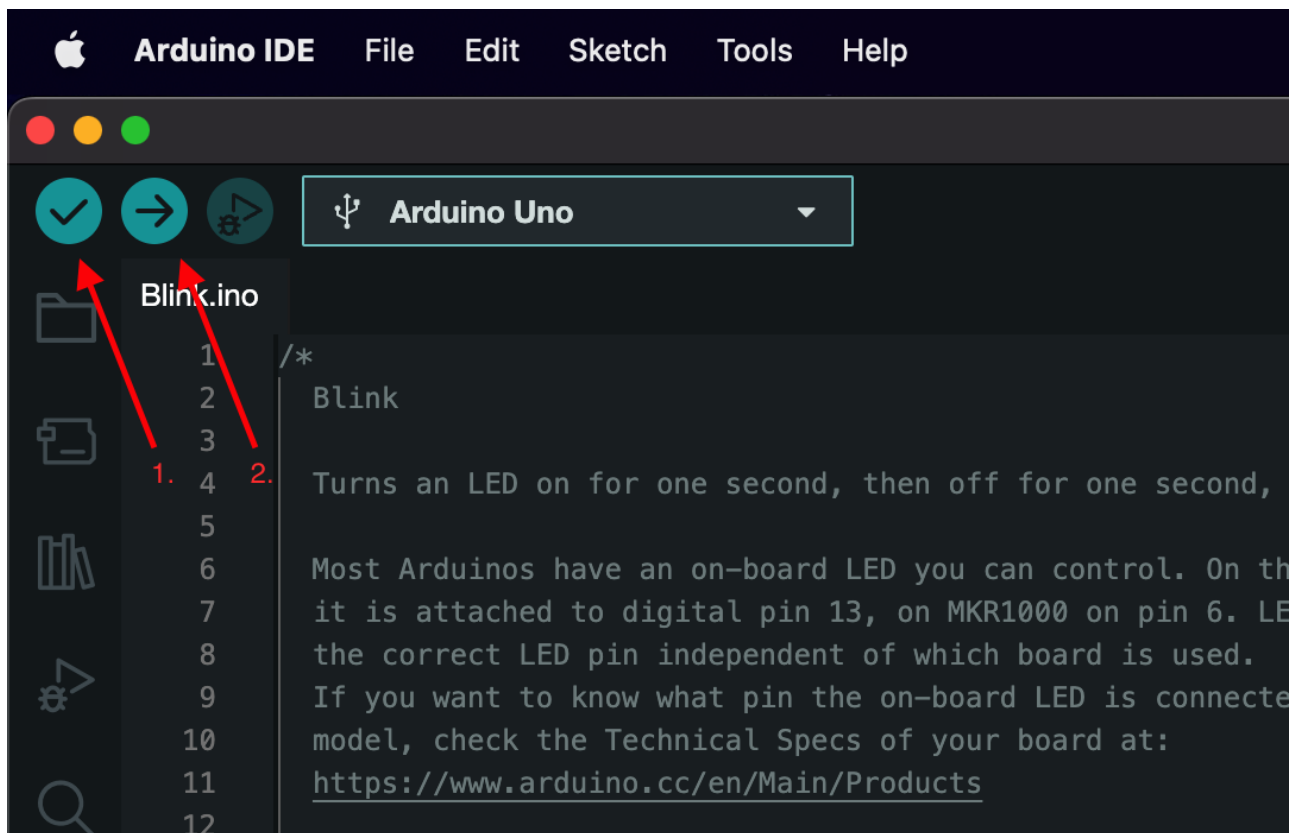 Arduino IDE File Edit Sketch Tools Help
Arduino Uno
Blink.ino
1 /*
2 Blink
3
1. 4 2. Turns an LED on for one second, then off for one second,
5
6 Most Arduinos have an on-board LED you can control. On th
7 it is attached to digital pin 13, on MKR1000 on pin 6. LE
8 the correct LED pin independent of which board is used.
9 If you want to know what pin the on-board LED is connecte
10 model, check the Technical Specs of your board at:
11 https://www.arduino.cc/en/Main/Products
12